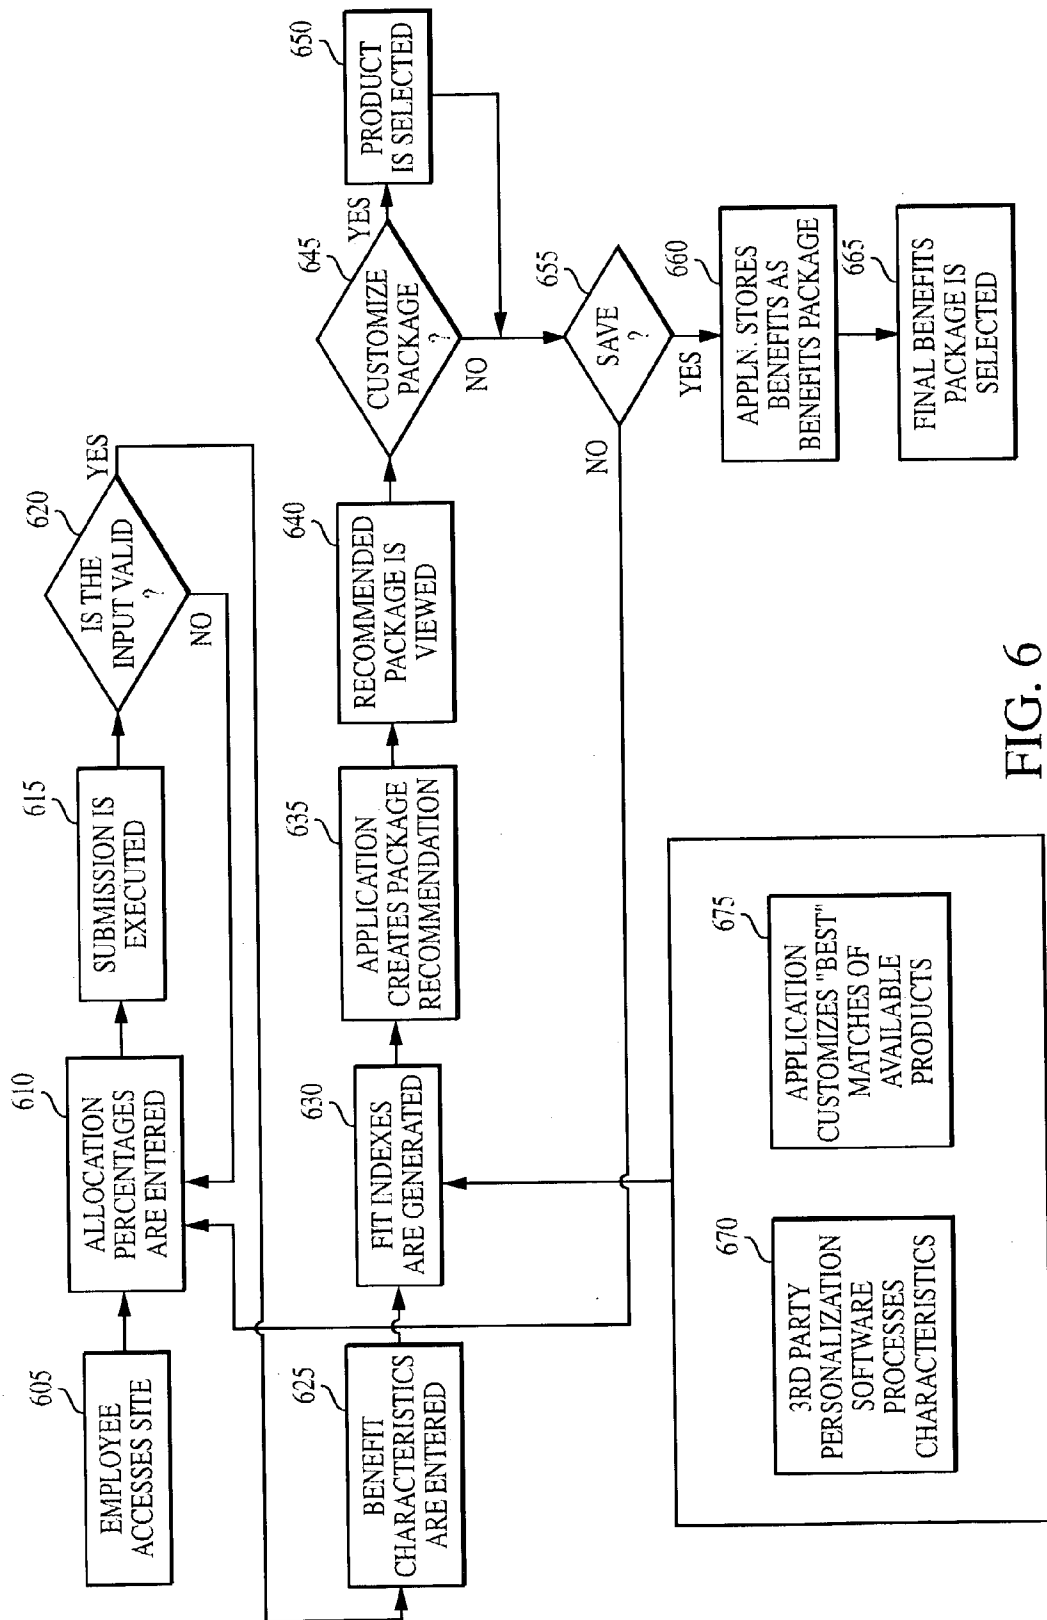 605
EMPLOYEE
ACCESSES SITE
610
ALLOCATION
PERCENTAGES
ARE ENTERED
615
SUBMISSION IS
EXECUTED
620
IS THE
INPUT VALID
?
YES
NO
625
BENEFIT
CHARACTERISTICS
ARE ENTERED
630
FIT INDEXES
ARE GENERATED
635
APPLICATION
CREATES PACKAGE
RECOMMENDATION
640
RECOMMENDED
PACKAGE IS
VIEWED
645
CUSTOMIZE
PACKAGE
?
YES
NO
650
PRODUCT
IS SELECTED
655
SAVE
?
NO
YES
660
APPLN. STORES
BENEFITS AS
BENEFITS PACKAGE
665
FINAL BENEFITS
PACKAGE IS
SELECTED
670
3RD PARTY
PERSONALIZATION
SOFTWARE
PROCESSES
CHARACTERISTICS
675
APPLICATION
CUSTOMIZES "BEST"
MATCHES OF
AVAILABLE
PRODUCTS
FIG. 6